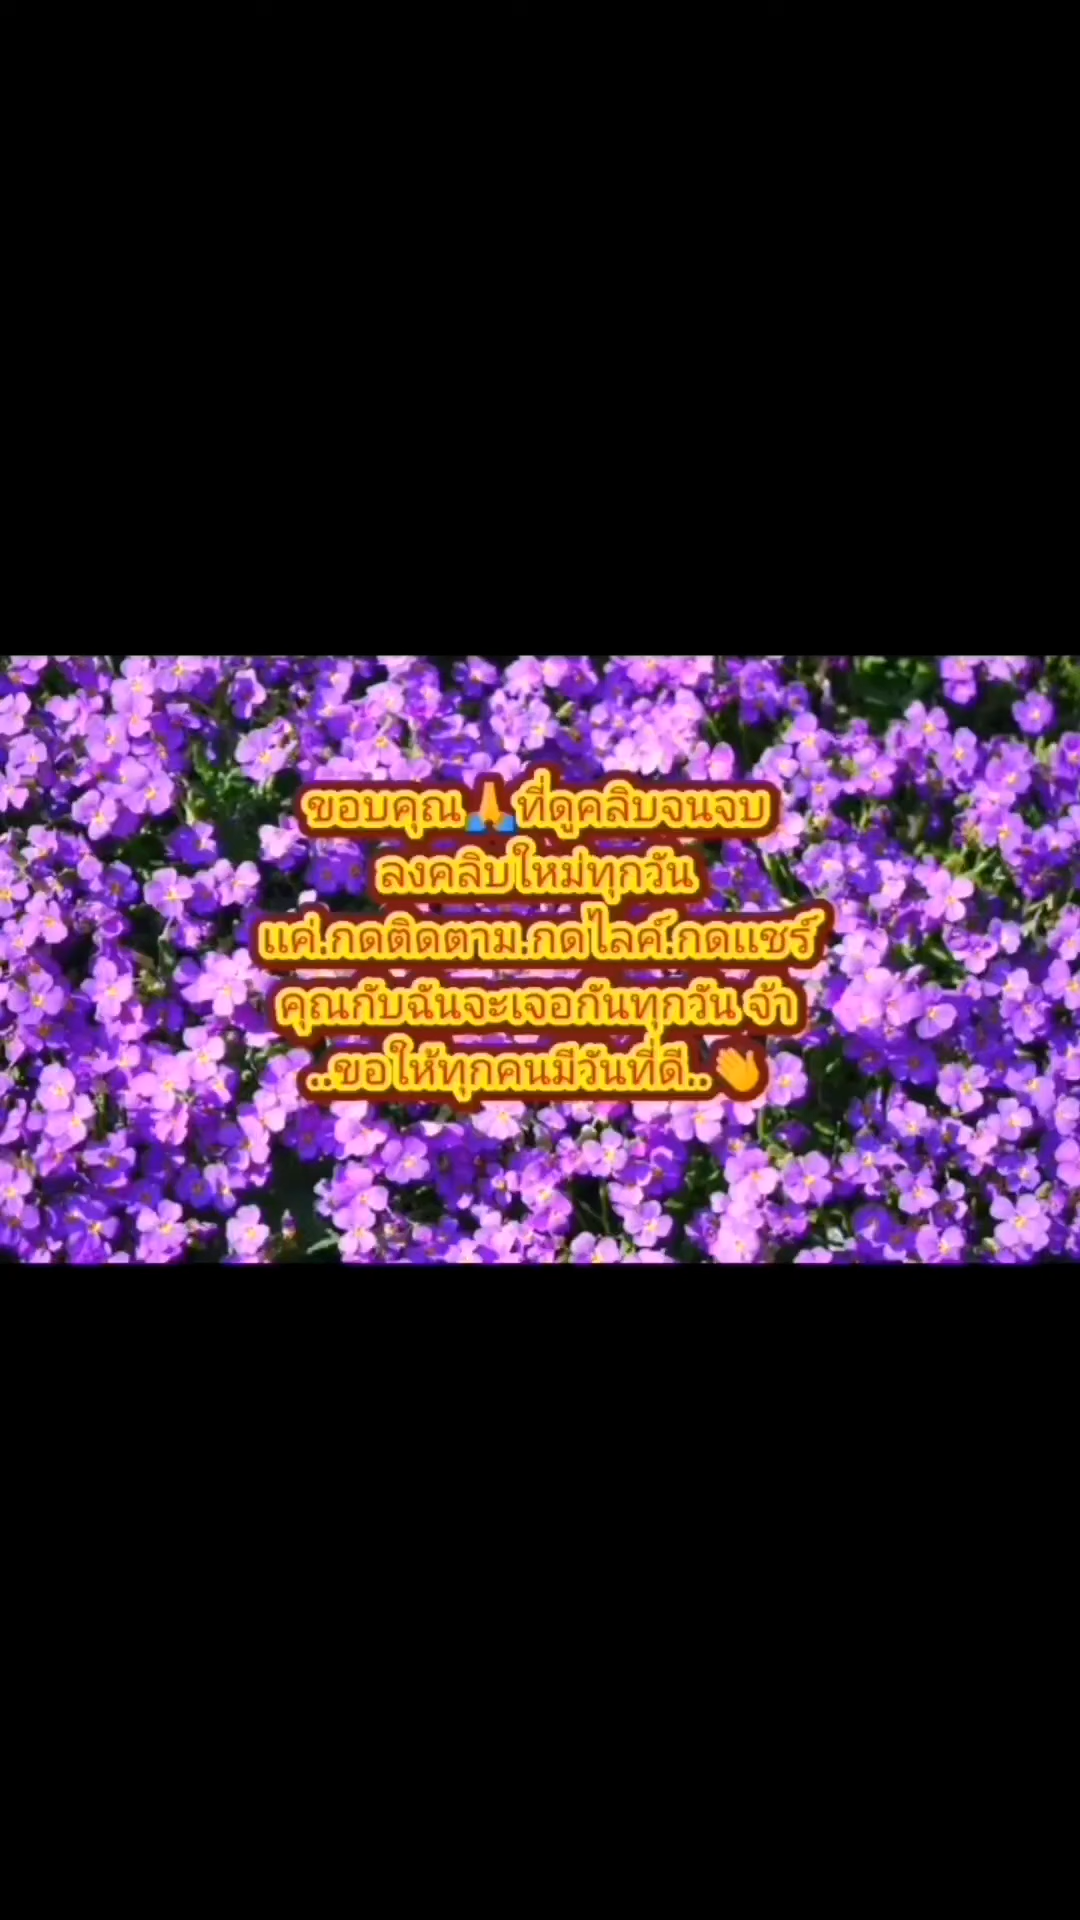 ขอบคุณ🙏ที่ดูคลิบจนจบ
ลงคลิบใหม่ทุกวัน
แค่.กดติดตาม.กดไลค์.กดแชร์
คุณกับฉันจะเจอกันทุกวัน จ้า
..ขอให้ทุกคนมีวันที่ดี..👋